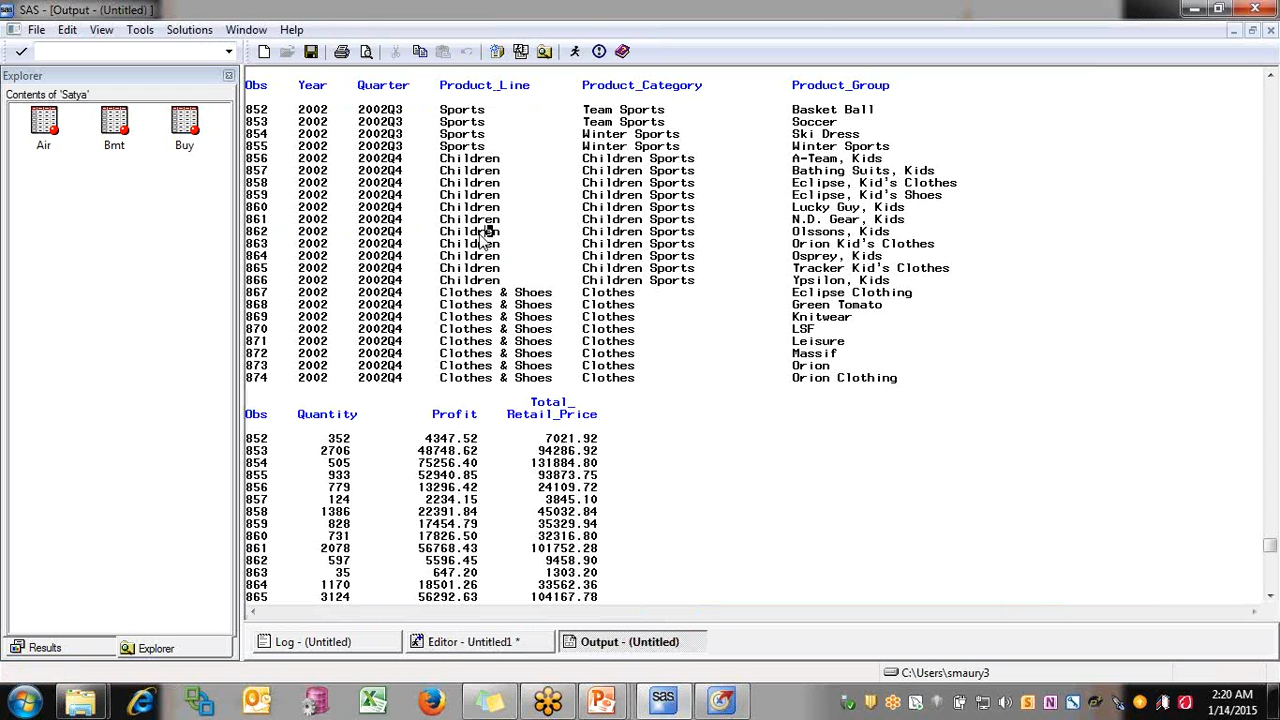 SAS - [Output - (Untitled) ]
File Edit View Tools Solutions Window Help
Explorer
Contents of 'Satya'
Air Bmt Buy
Obs Year Quarter Product_Line Product_Category Product_Group
852 2002 2002Q3 Sports Team Sports Basket Ball
853 2002 2002Q3 Sports Team Sports Soccer
854 2002 2002Q3 Sports Winter Sports Ski Dress
855 2002 2002Q3 Sports Winter Sports Winter Sports
856 2002 2002Q4 Children Children Sports A-Team, Kids
857 2002 2002Q4 Children Children Sports Bathing Suits, Kids
858 2002 2002Q4 Children Children Sports Eclipse, Kid's Clothes
859 2002 2002Q4 Children Children Sports Eclipse, Kid's Shoes
860 2002 2002Q4 Children Children Sports Lucky Guy, Kids
861 2002 2002Q4 Children Children Sports N.D. Gear, Kids
862 2002 2002Q4 Children Children Sports Olssons, Kids
863 2002 2002Q4 Children Children Sports Orion Kid's Clothes
864 2002 2002Q4 Children Children Sports Osprey, Kids
865 2002 2002Q4 Children Children Sports Tracker Kid's Clothes
866 2002 2002Q4 Children Children Sports Ypsilon, Kids
867 2002 2002Q4 Clothes & Shoes Clothes Eclipse Clothing
868 2002 2002Q4 Clothes & Shoes Clothes Green Tomato
869 2002 2002Q4 Clothes & Shoes Clothes Knitwear
870 2002 2002Q4 Clothes & Shoes Clothes LSF
871 2002 2002Q4 Clothes & Shoes Clothes Leisure
872 2002 2002Q4 Clothes & Shoes Clothes Massif
873 2002 2002Q4 Clothes & Shoes Clothes Orion
874 2002 2002Q4 Clothes & Shoes Clothes Orion Clothing
Total_
Obs Quantity Profit Retail_Price
852 352 4347.52 7021.92
853 2706 48748.62 94286.92
854 505 75256.40 131884.80
855 933 52940.85 93873.75
856 779 13296.42 24109.72
857 124 2234.15 3845.10
858 1386 22391.84 45032.84
859 828 17454.79 35329.94
860 731 17826.50 32316.80
861 2078 56768.43 101752.28
862 597 5596.45 9458.90
863 35 647.20 1303.20
864 1170 18501.26 33562.36
865 3124 56292.63 104167.78
Results Explorer
Log - (Untitled) Editor - Untitled1 * Output - (Untitled)
C:\Users\smaury3
2:20 AM
1/14/2015